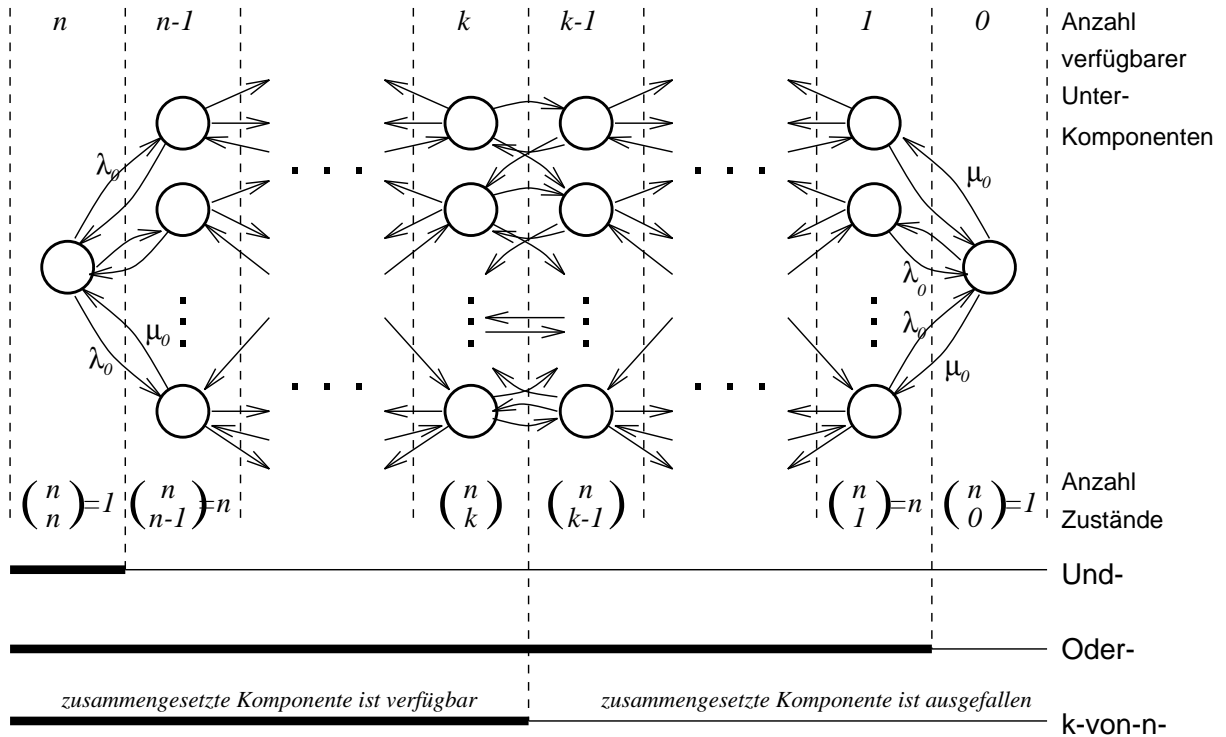 n n-1 k k-1 1 0 Anzahl
verfügbarer
Unter-
Komponenten
λ₀ μ₀
λ₀
μ₀ λ₀
λ₀ μ₀
(n n)=1 (n n-1)=n (n k) (n k-1) (n 1)=n (n 0)=1 Anzahl
Zustände
Und-
Oder-
zusammengesetzte Komponente ist verfügbar zusammengesetzte Komponente ist ausgefallen
k-von-n-